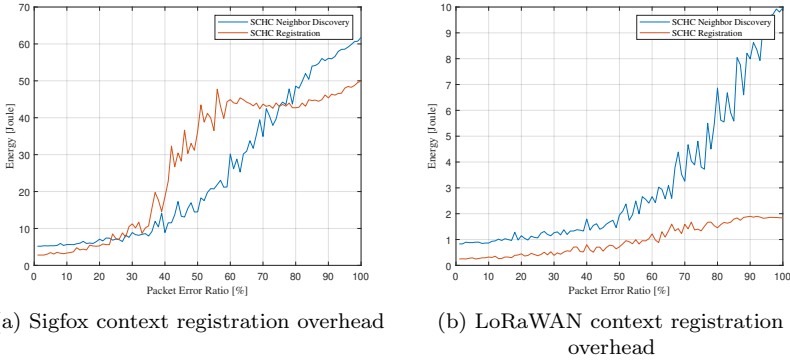 70
60
50
40
30
20
10
0
Energy [Joule]
SCHC Neighbor Discovery
SCHC Registration
0 10 20 30 40 50 60 70 80 90 100
Packet Error Ratio [%]
10
9
8
7
6
5
4
3
2
1
0
Energy [Joule]
SCHC Neighbor Discovery
SCHC Registration
0 10 20 30 40 50 60 70 80 90 100
Packet Error Ratio [%]
a) Sigfox context registration overhead
(b) LoRaWAN context registration
overhead